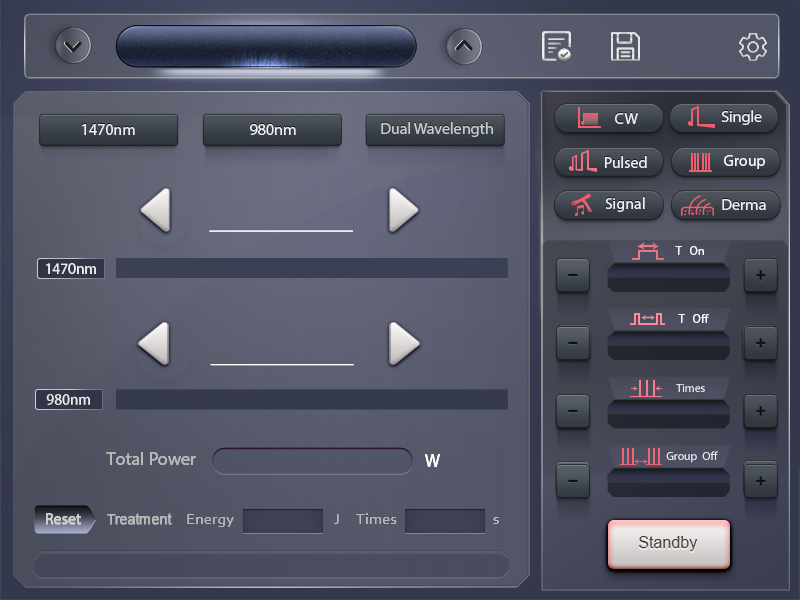 1470nm 980nm Dual Wavelength
CW Single
Pulsed Group
Signal Derma
1470nm
T On
- +
T Off
- +
980nm
Times
- +
Total Power W
Group Off
- +
Reset Treatment Energy J Times s
Standby